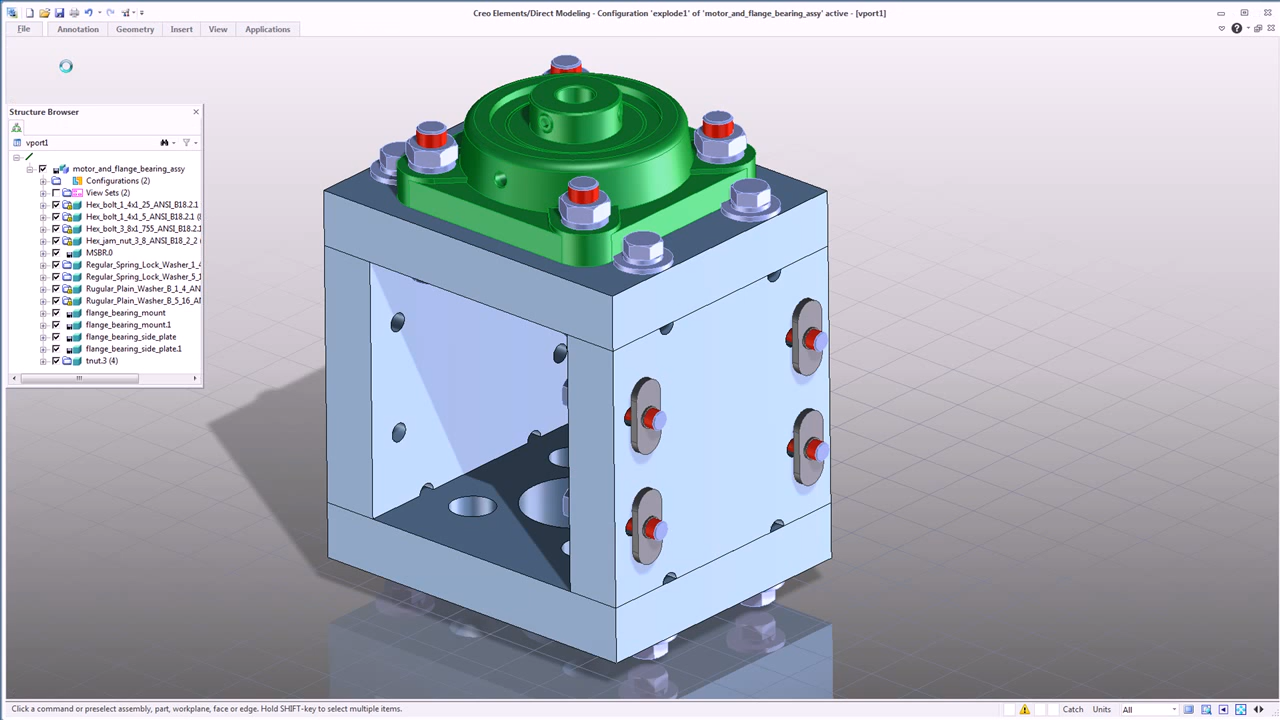 Creo Elements/Direct Modeling - Configuration 'explode1' of 'motor_and_flange_bearing_assy' active - [vport1]
File Annotation Geometry Insert View Applications
Structure Browser
vport1
motor_and_flange_bearing_assy
Configurations (2)
View Sets (2)
Hex_bolt_1_4x1_25_ANSI_B18.2.1
Hex_bolt_1_4x1_5_ANSI_B18.2.1 (
Hex_bolt_3_8x1_755_ANSI_B18.2.1
Hex_jam_nut_3_8_ANSI_B18_2_2 (
MSBR.0
Regular_Spring_Lock_Washer_1_4
Regular_Spring_Lock_Washer_5_1
Rugular_Plain_Washer_B_1_4_AN
Rugular_Plain_Washer_B_5_16_AN
flange_bearing_mount
flange_bearing_mount.1
flange_bearing_side_plate
flange_bearing_side_plate.1
tnut.3 (4)
Click a command or preselect assembly, part, workplane, face or edge. Hold SHIFT-key to select multiple items.
Catch Units All